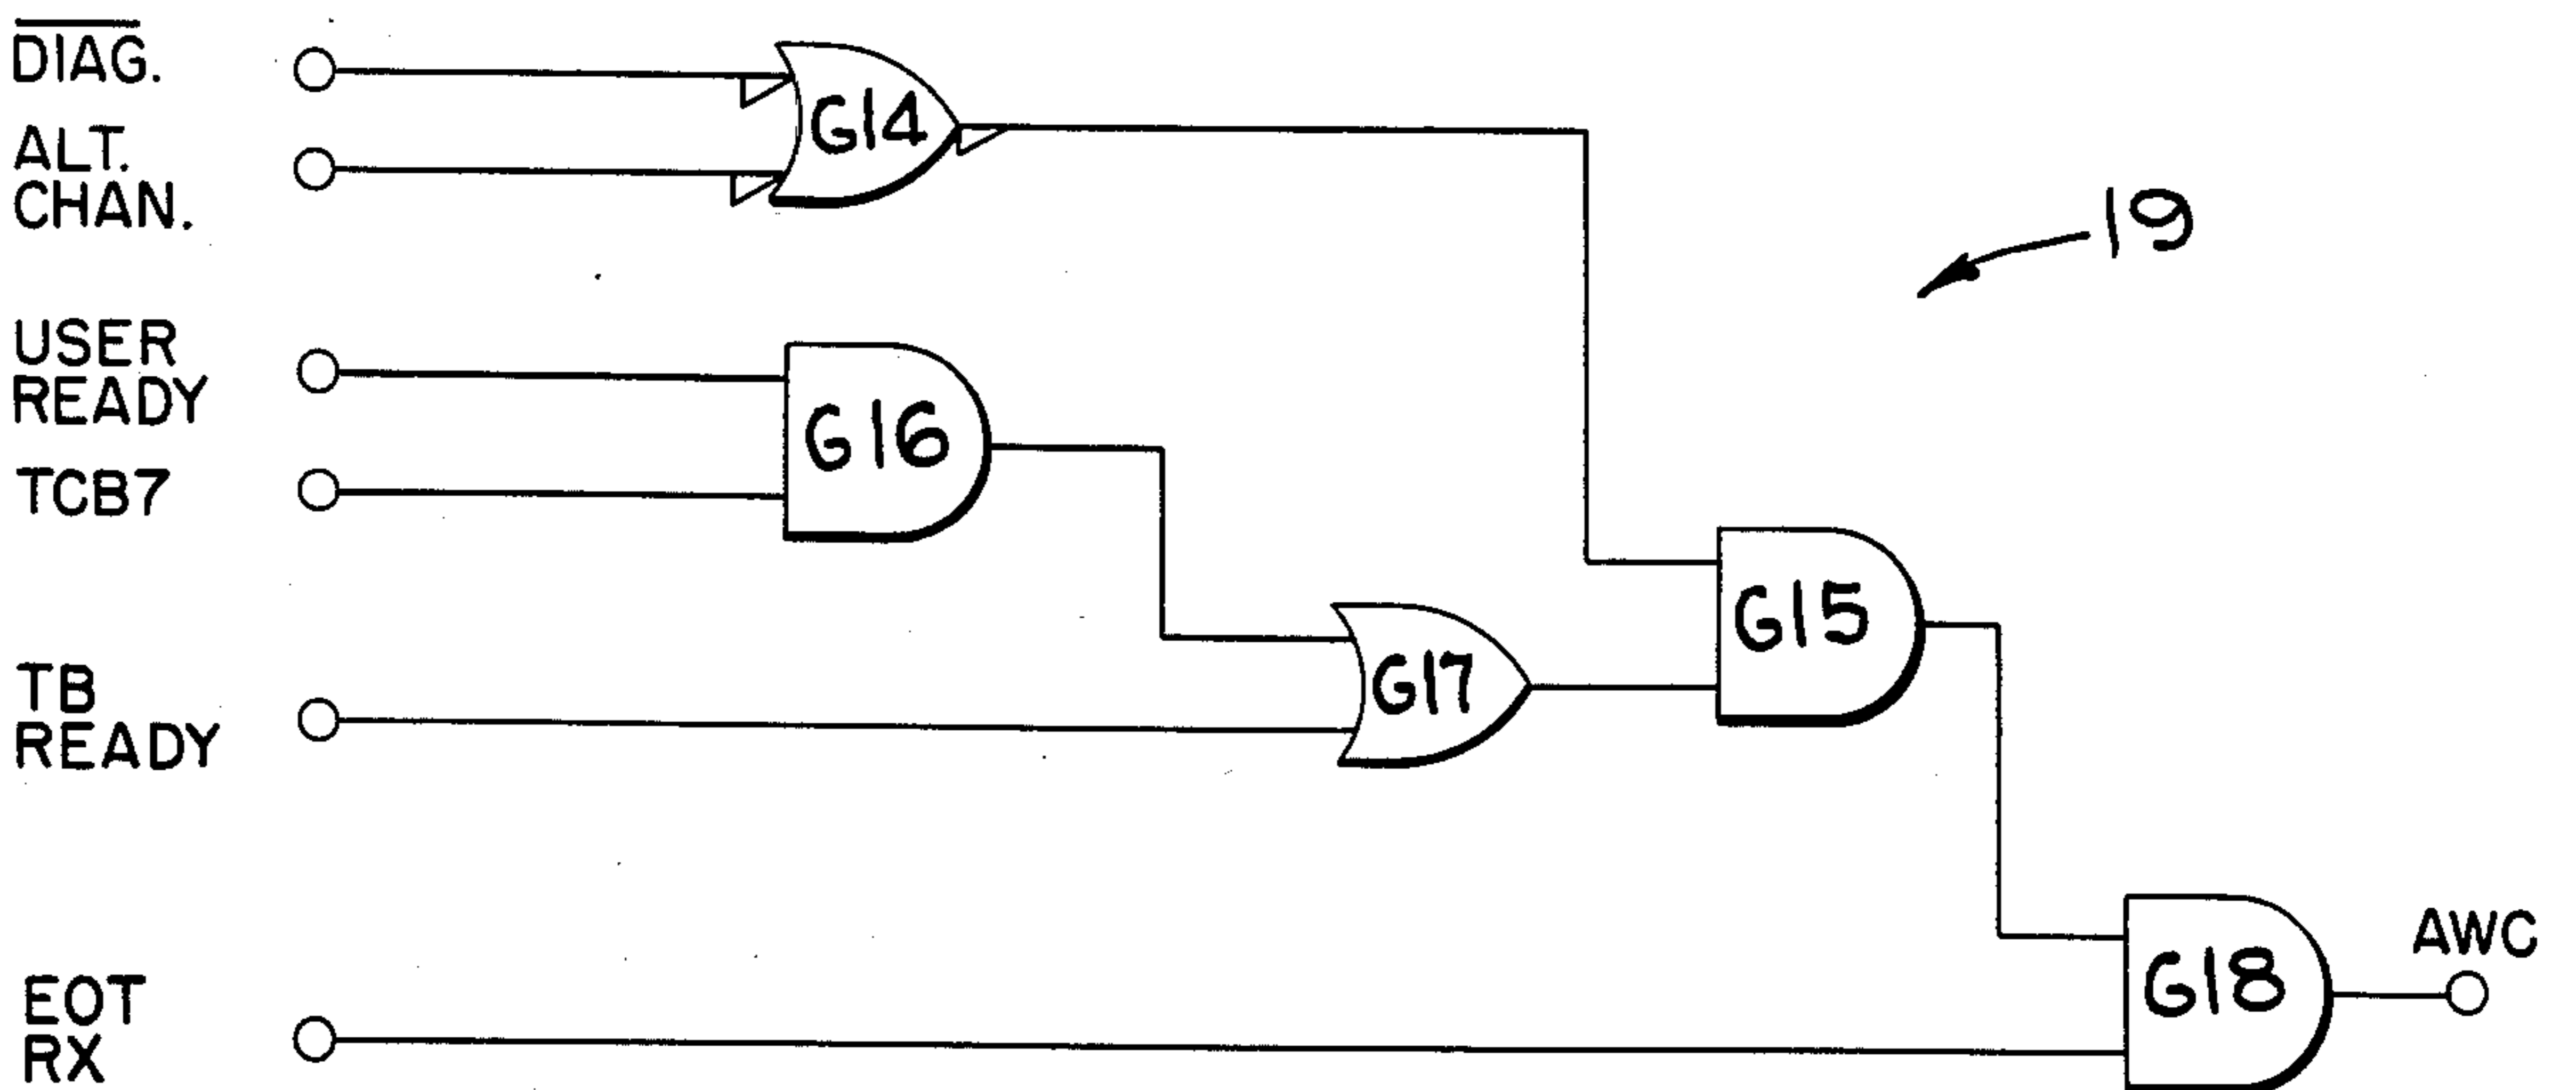 DIAG.
ALT.
CHAN.
G14
19
USER
READY
G16
TCB7
G15
TB
READY
G17
AWC
EOT
RX
G18